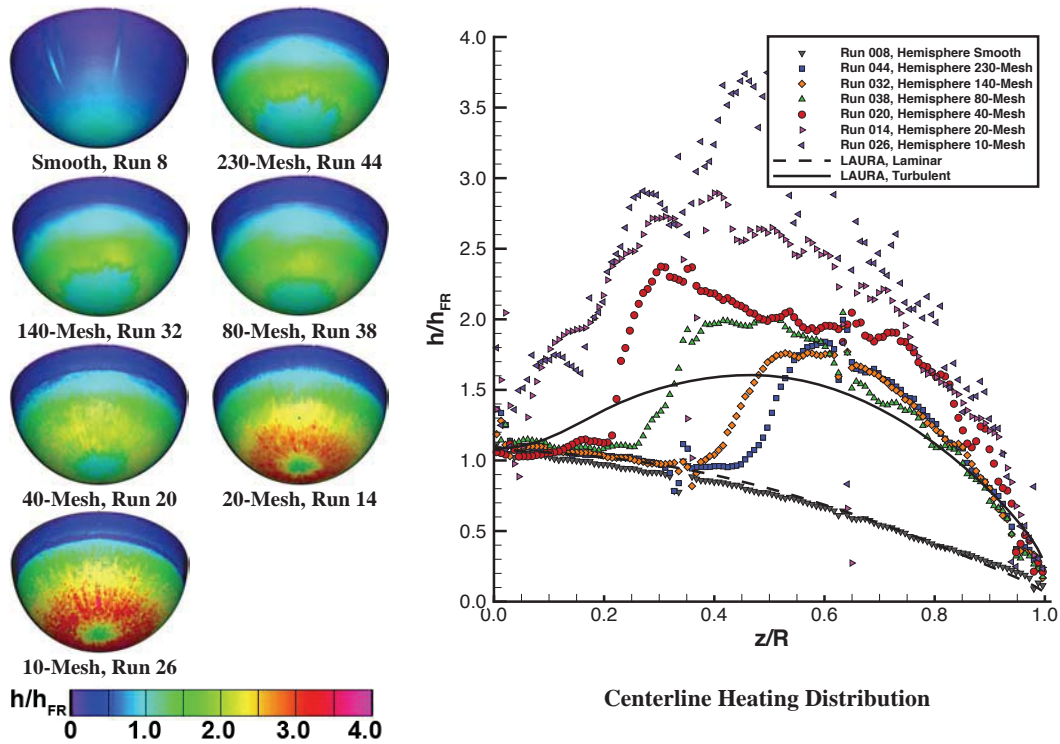 Smooth, Run 8
230-Mesh, Run 44
140-Mesh, Run 32
80-Mesh, Run 38
40-Mesh, Run 20
20-Mesh, Run 14
10-Mesh, Run 26
h/hFR
0 1.0 2.0 3.0 4.0
h/hFR
4.0
3.5
3.0
2.5
2.0
1.5
1.0
0.5
0.0
0.0 0.2 0.4 0.6 0.8 1.0
z/R
Run 008, Hemisphere Smooth
Run 044, Hemisphere 230-Mesh
Run 032, Hemisphere 140-Mesh
Run 038, Hemisphere 80-Mesh
Run 020, Hemisphere 40-Mesh
Run 014, Hemisphere 20-Mesh
Run 026, Hemisphere 10-Mesh
LAURA, Laminar
LAURA, Turbulent
Centerline Heating Distribution